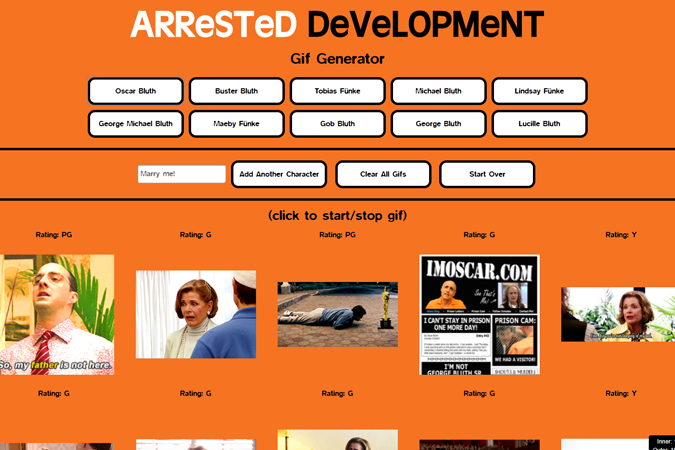 ARReSTeD DeVeLOPMeNT
Gif Generator
Oscar Bluth
Buster Bluth
Tobias Fünke
Michael Bluth
Lindsay Fünke
George Michael Bluth
Maeby Fünke
Gob Bluth
George Bluth
Lucille Bluth
Marry me!
Add Another Character
Clear All Gifs
Start Over
(click to start/stop gif)
Rating: PG
Rating: G
Rating: PG
Rating: G
Rating: Y
So, my father is not here.
IMOSCAR.COM
See That's
Me!
I CAN'T STAY IN PRISON
ONE MORE DAY!
PRISON CAM:
WE HAD A VISITOR!
I'M NOT
GEORGE BLUTH SR.
Rating: G
Rating: G
Rating: G
Rating: G
Rating: Y
Inner: